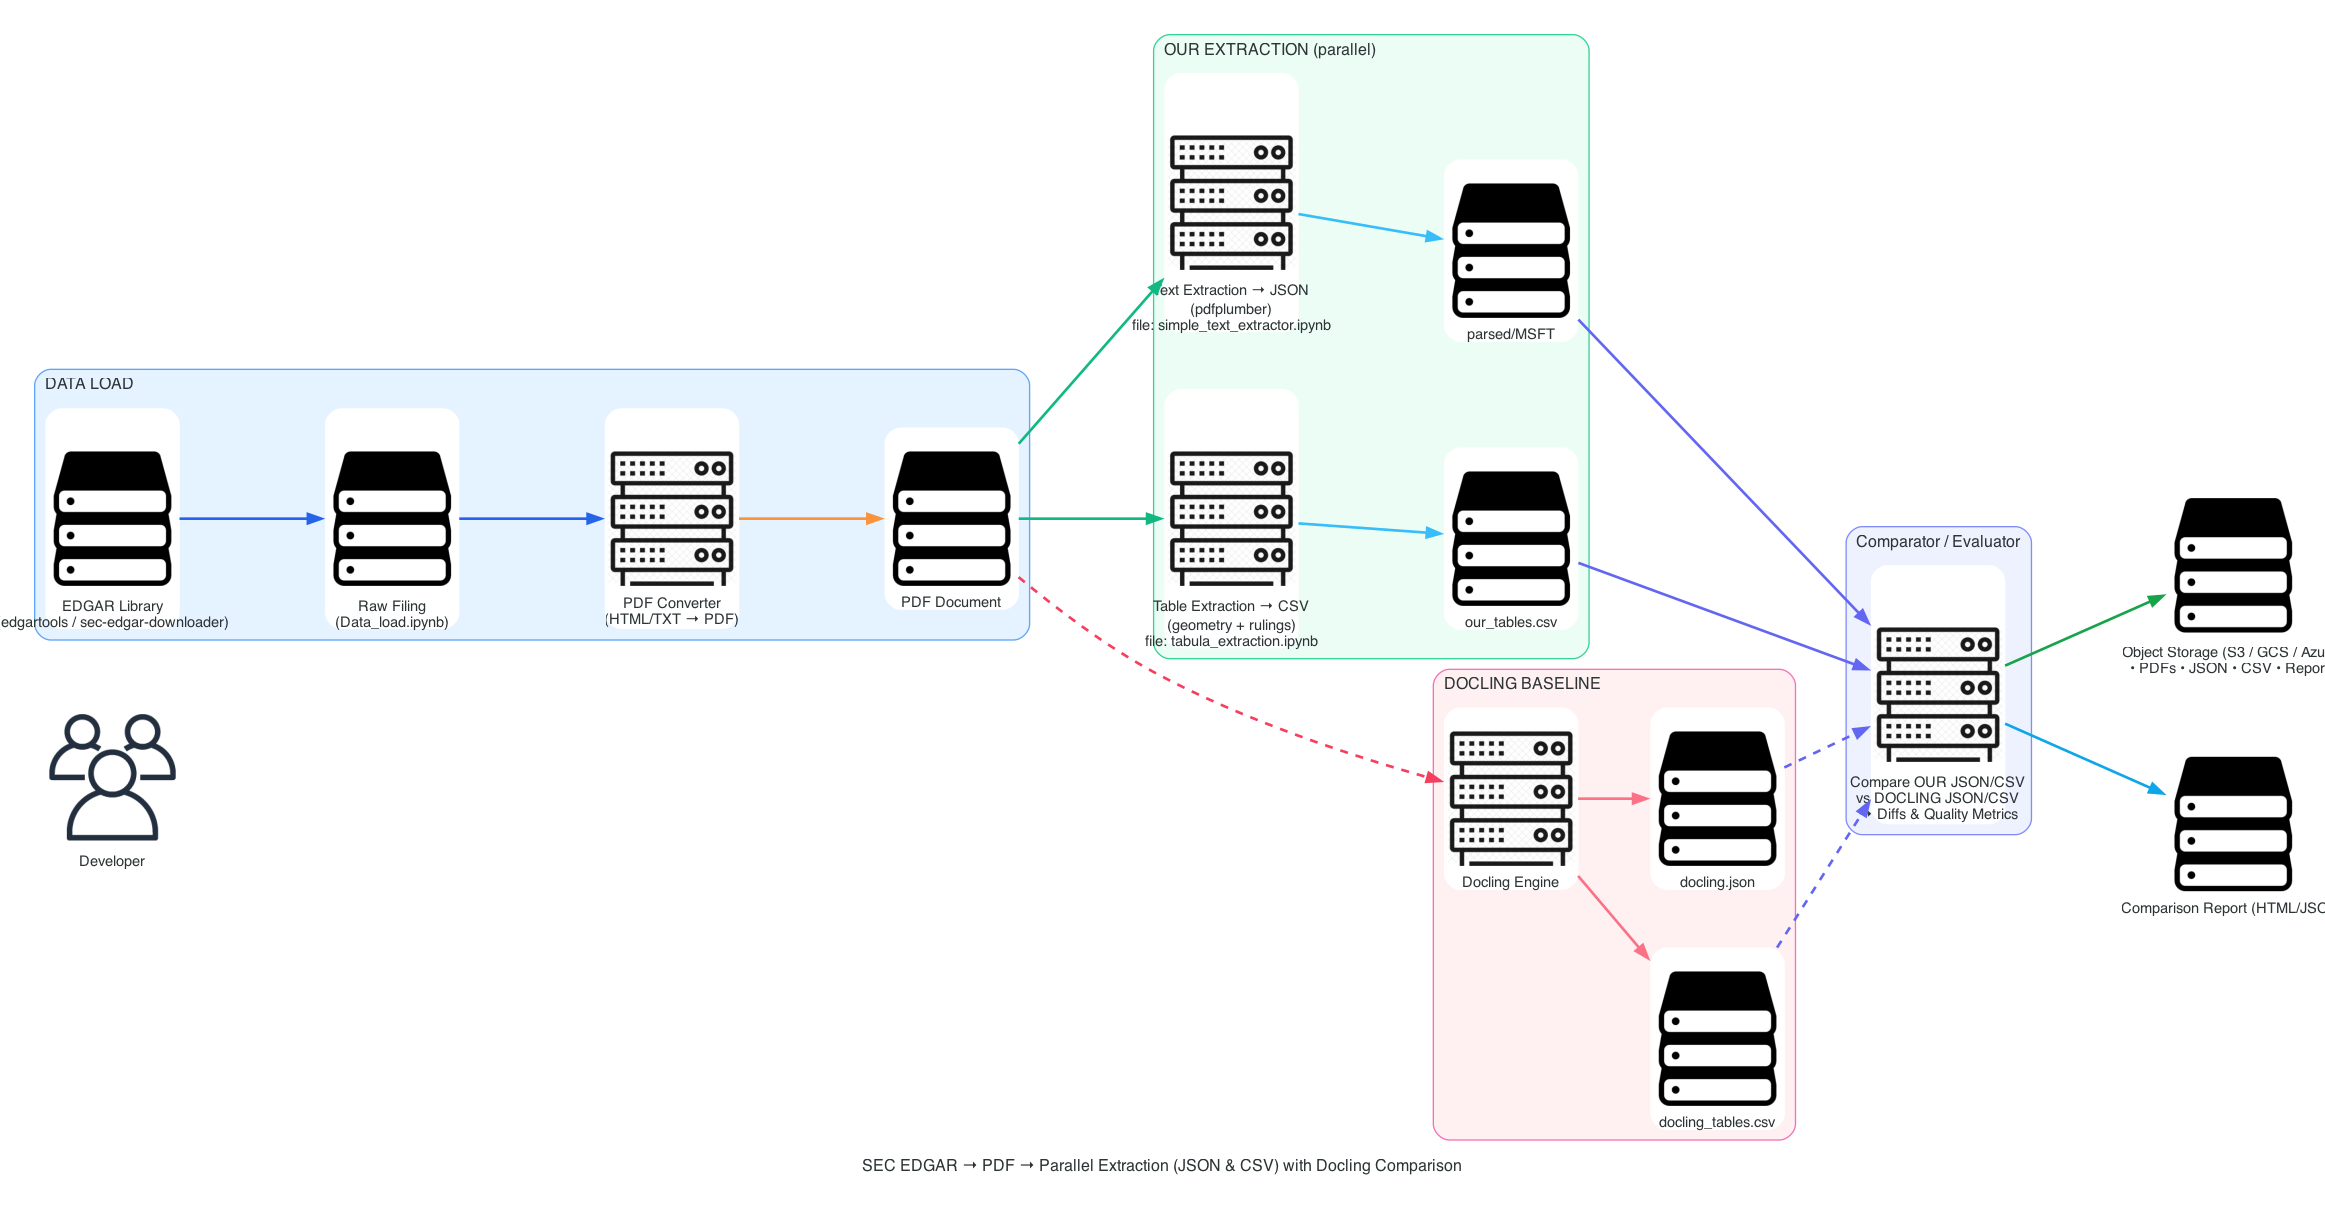 OUR EXTRACTION (parallel)
ext Extraction → JSON
(pdfplumber)
file: simple_text_extractor.ipynb
parsed/MSFT
DATA LOAD
EDGAR Library
edgartools / sec-edgar-downloader)
Raw Filing
(Data_load.ipynb)
PDF Converter
(HTML/TXT → PDF)
PDF Document
Table Extraction → CSV
(geometry + rulings)
file: tabula_extraction.ipynb
our_tables.csv
Comparator / Evaluator
Compare OUR JSON/CSV
vs DOCLING JSON/CSV
→ Diffs & Quality Metrics
Object Storage (S3 / GCS / Azu
• PDFs • JSON • CSV • Repor
Comparison Report (HTML/JSO
DOCLING BASELINE
Docling Engine
docling.json
docling_tables.csv
Developer
SEC EDGAR → PDF → Parallel Extraction (JSON & CSV) with Docling Comparison